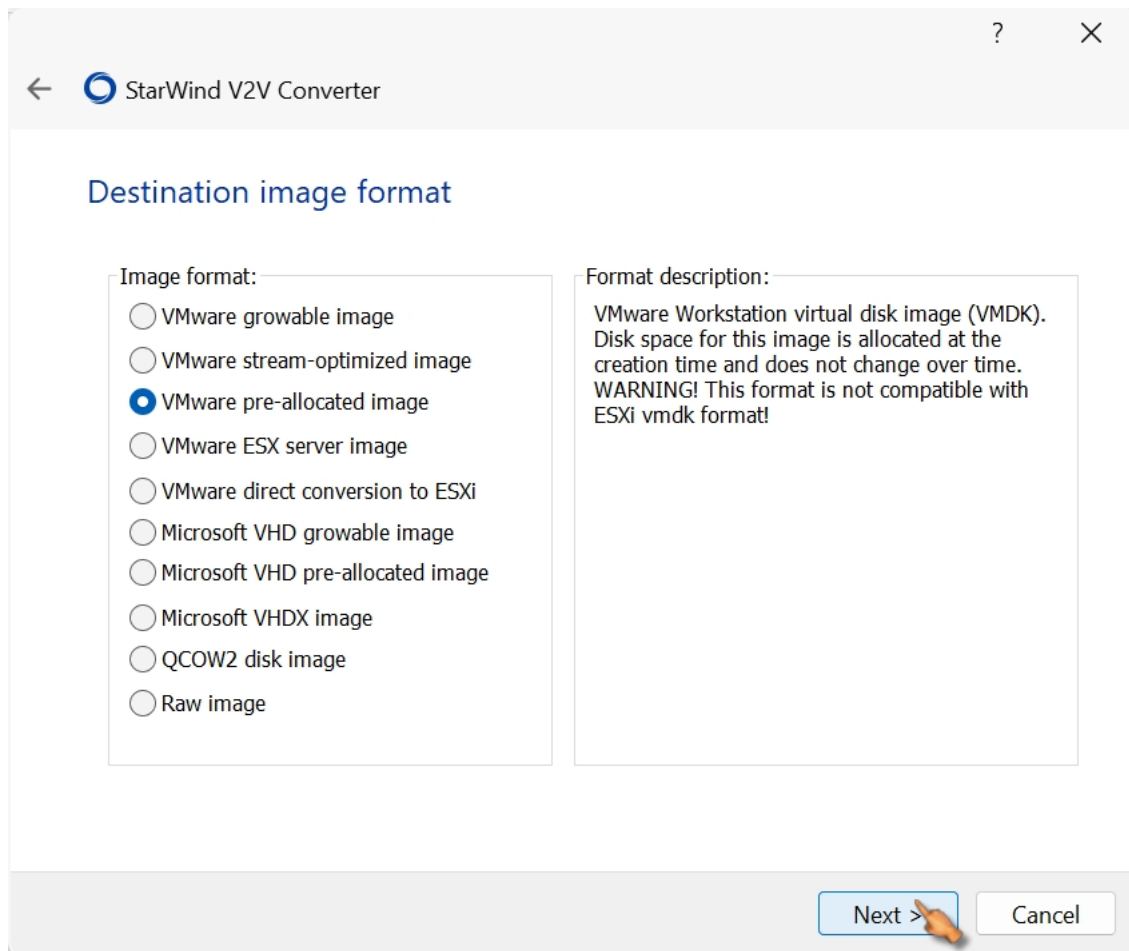 ?
StarWind V2V Converter
Destination image format
Image format:
VMware growable image
VMware stream-optimized image
VMware pre-allocated image
VMware ESX server image
VMware direct conversion to ESXi
Microsoft VHD growable image
Microsoft VHD pre-allocated image
Microsoft VHDX image
QCOW2 disk image
Raw image
Format description:
VMware Workstation virtual disk image (VMDK).
Disk space for this image is allocated at the
creation time and does not change over time.
WARNING! This format is not compatible with
ESXi vmdk format!
Next >
Cancel